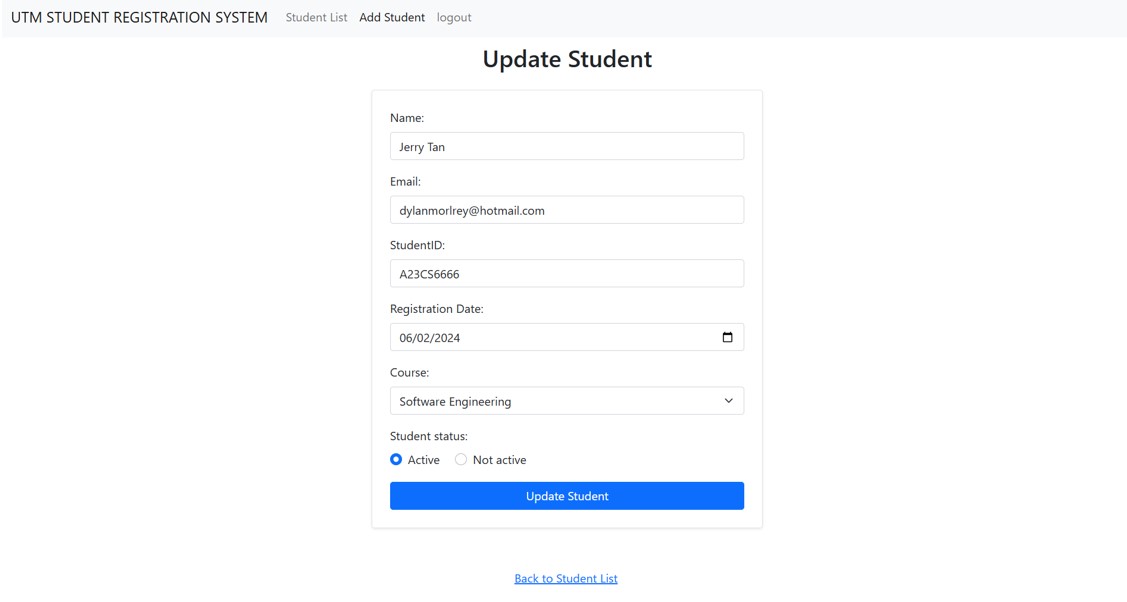 UTM STUDENT REGISTRATION SYSTEM Student List Add Student logout
Update Student
Name:
Jerry Tan
Email:
dylanmorlrey@hotmail.com
StudentID:
A23CS6666
Registration Date:
06/02/2024
Course:
Software Engineering
Student status:
Active Not active
Update Student
Back to Student List